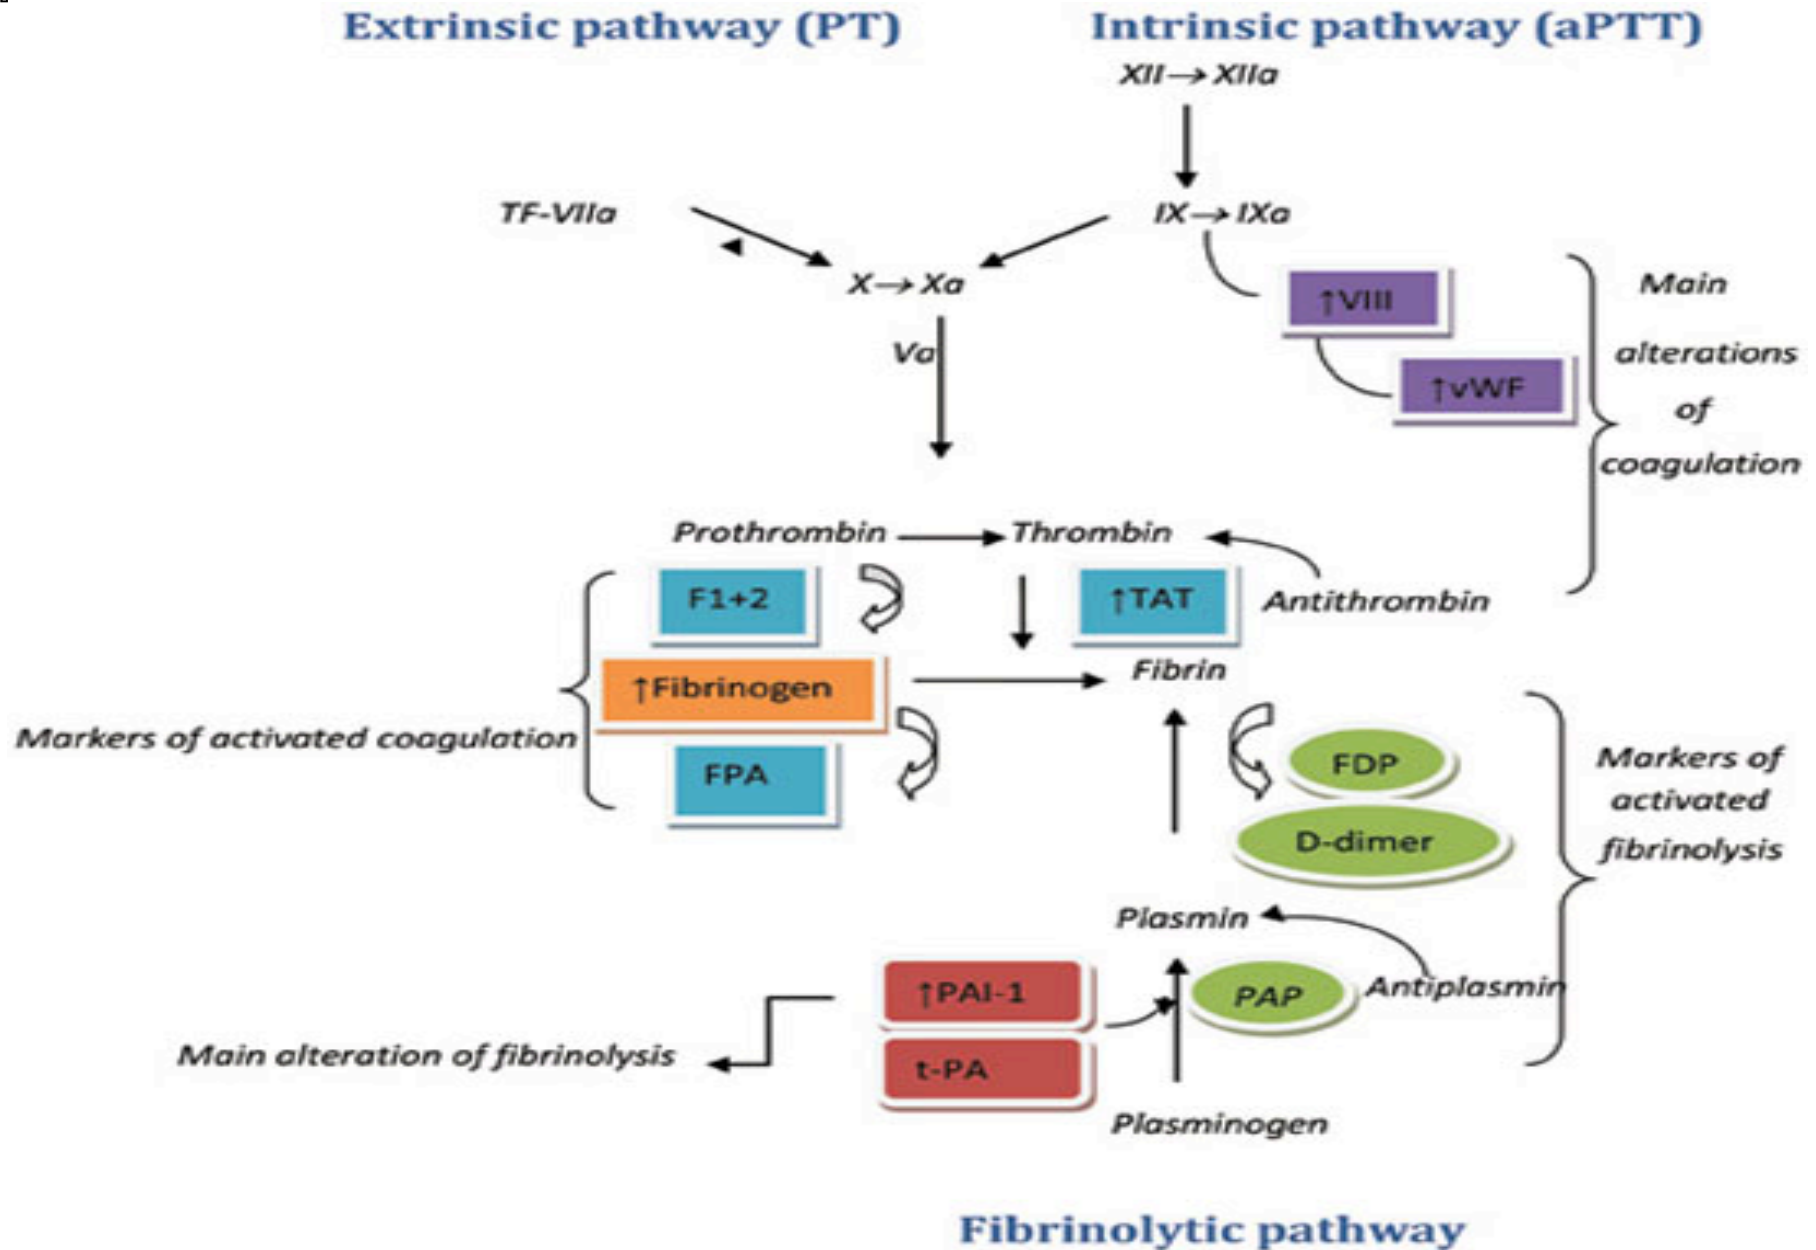 Extrinsic pathway (PT)
Intrinsic pathway (aPTT)
XII→XIIa
TF-VIIa
IX→IXa
X→Xa
↑VIII
Main
Va
alterations
↑vWF
of
coagulation
Prothrombin
Thrombin
F1+2
↑TAT
Antithrombin
↑Fibrinogen
Fibrin
Markers of activated coagulation
FPA
FDP
Markers of
activated
D-dimer
fibrinolysis
Plasmin
↑PAI-1
PAP
Antiplasmin
Main alteration of fibrinolysis
t-PA
Plasminogen
Fibrinolytic pathway